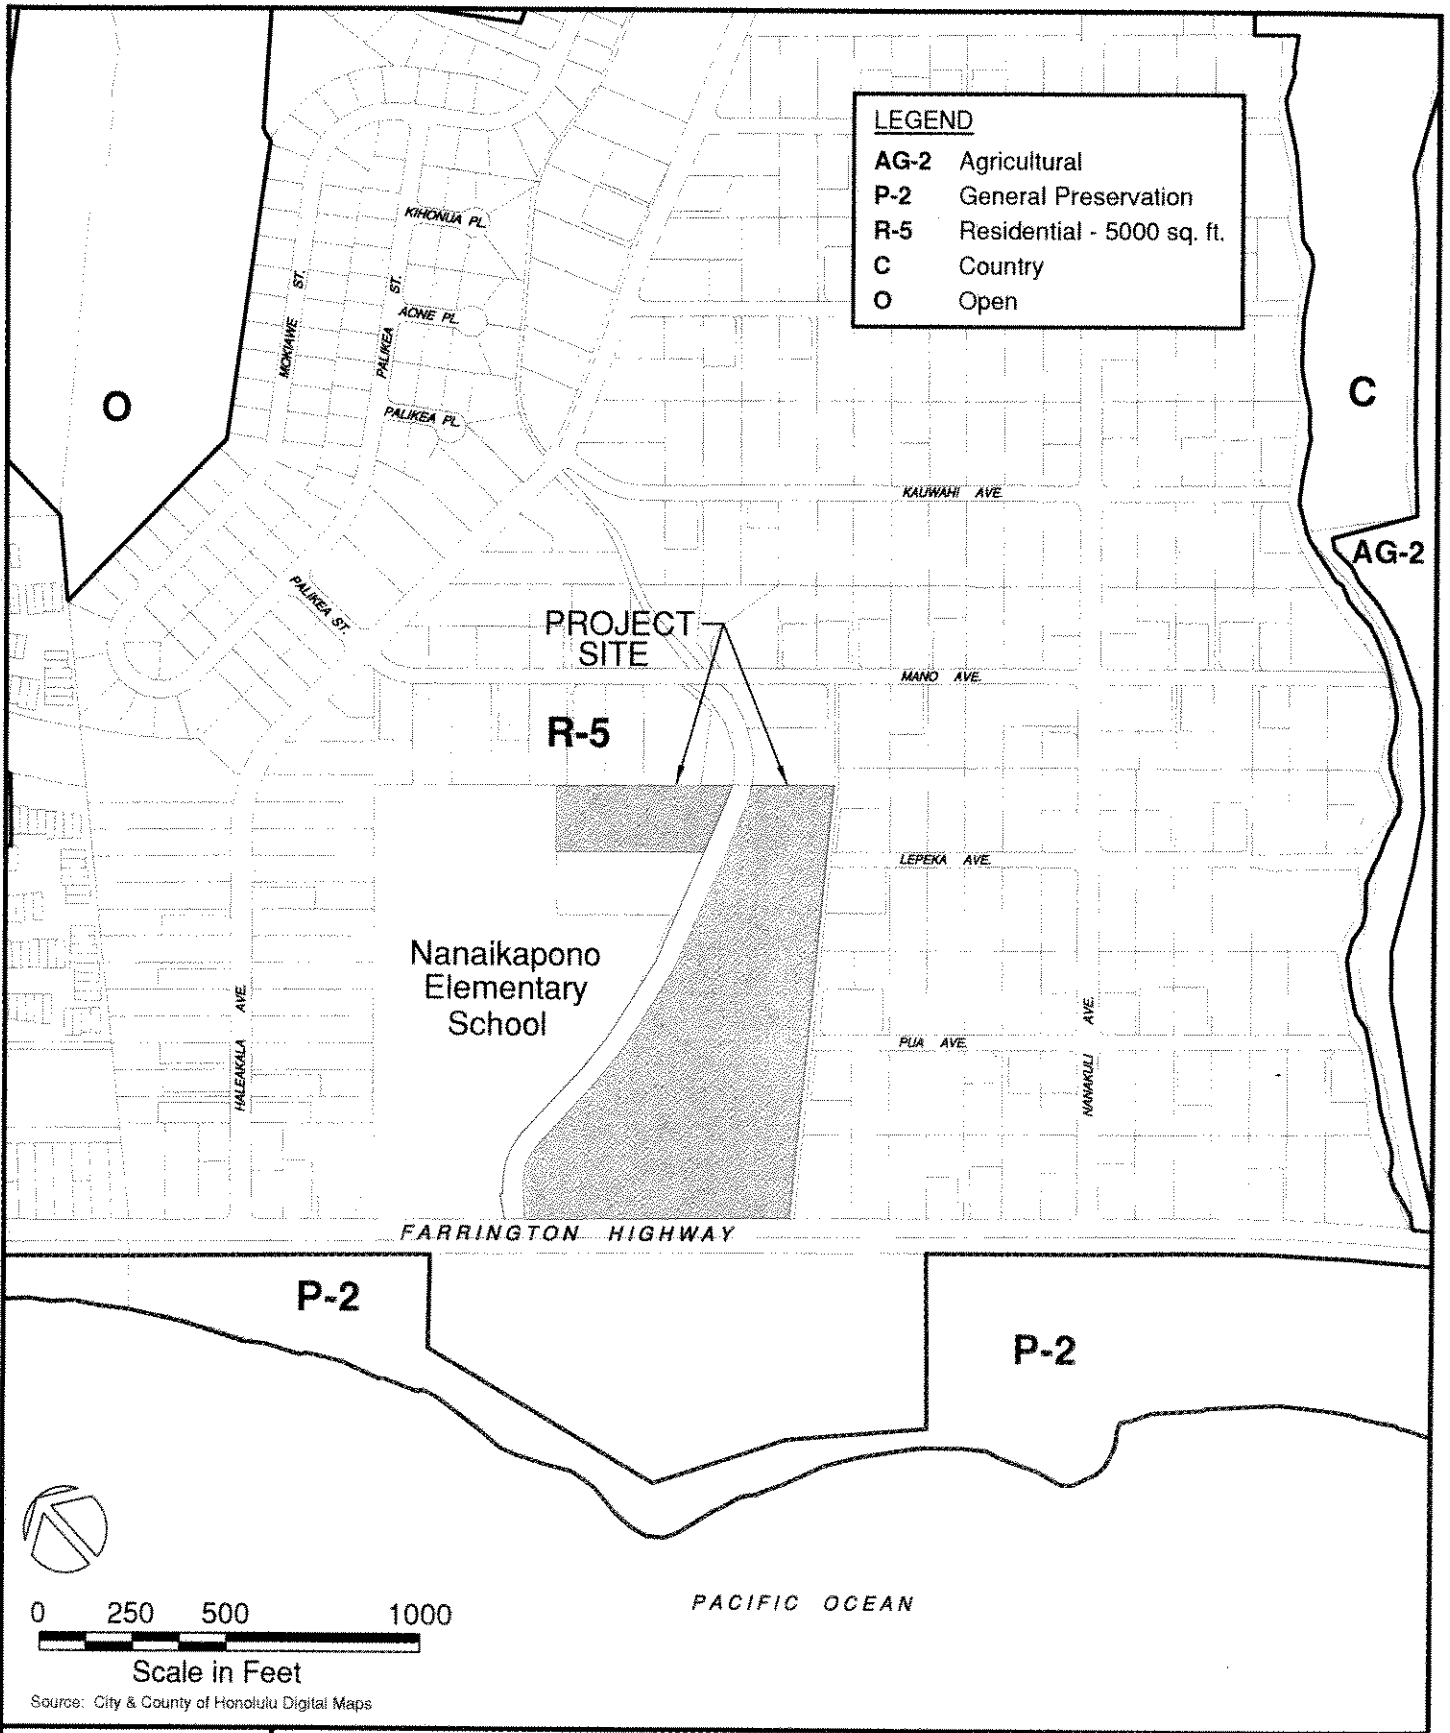 LEGEND
AG-2 Agricultural
P-2 General Preservation
R-5 Residential - 5000 sq. ft.
C Country
O Open
KIHONUA PL.
MOKIAWE ST.
PALIKEA ST.
AONE PL.
PALIKEA PL.
O
C
KAUWAHI AVE.
AG-2
PALIKEA ST.
PROJECT
SITE
MANO AVE.
R-5
LEPEKA AVE.
Nanaikapono
Elementary
School
HALEAKALA AVE.
NANAKULI AVE.
PUA AVE.
FARRINGTON HIGHWAY
P-2
P-2
PACIFIC OCEAN
0 250 500 1000
Scale in Feet
Source: City & County of Honolulu Digital Maps